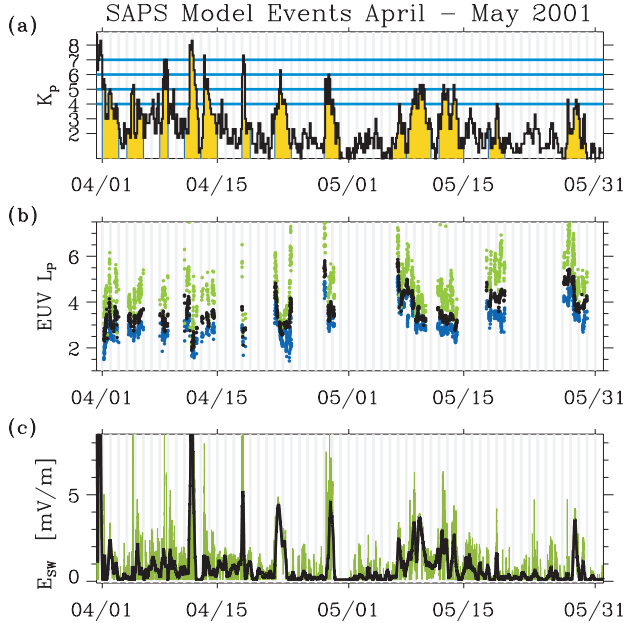 SAPS Model Events April – May 2001
(a)
8
7
6
5
4
3
2
Kp
04/01 04/15 05/01 05/15 05/31
(b)
6
4
2
EUV Lp
04/01 04/15 05/01 05/15 05/31
(c)
5
0
ESW [mV/m]
04/01 04/15 05/01 05/15 05/31